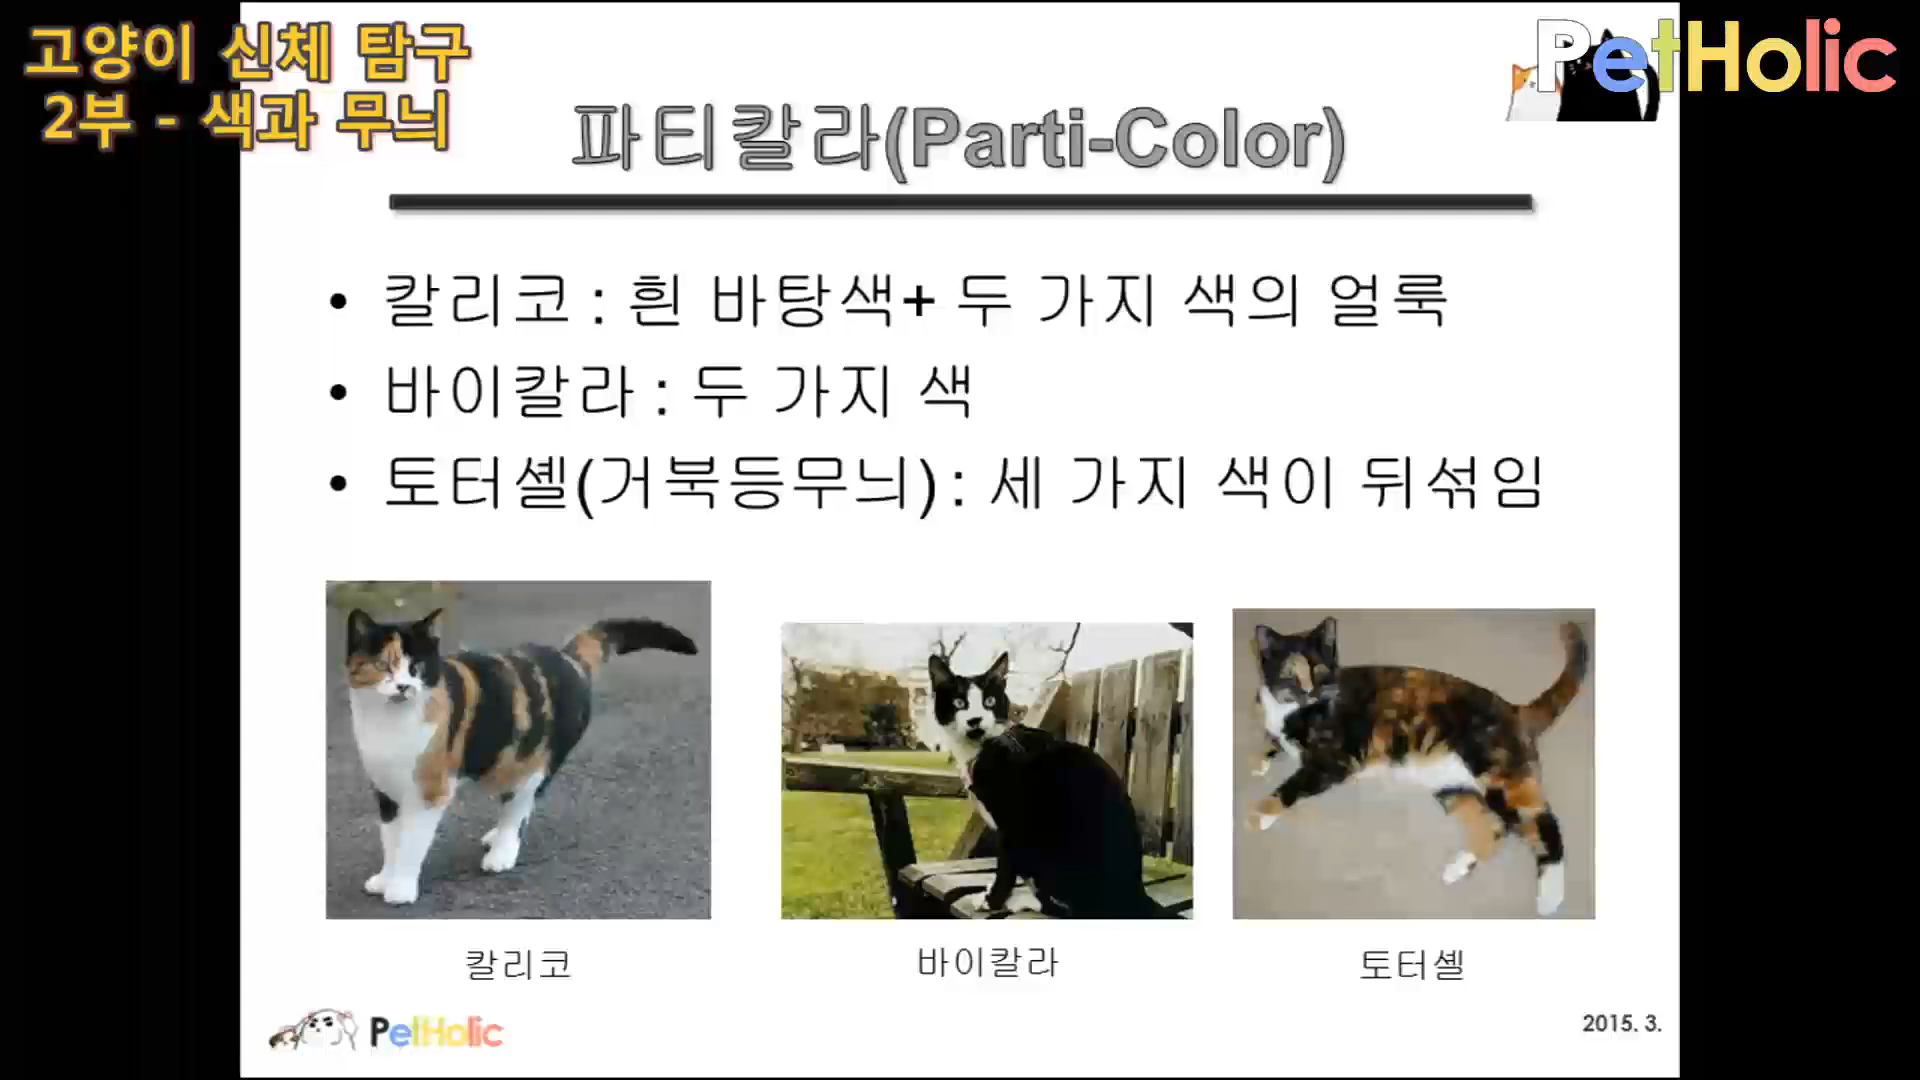 고양이 신체 탐구
2부 - 색과 무늬
PetHolic
파티칼라(Parti-Color)
• 칼리코 : 흰 바탕색+ 두 가지 색의 얼룩
• 바이칼라 : 두 가지 색
• 토터셸(거북등무늬) : 세 가지 색이 뒤섞임
칼리코
바이칼라
토터셸
PetHolic
2015. 3.